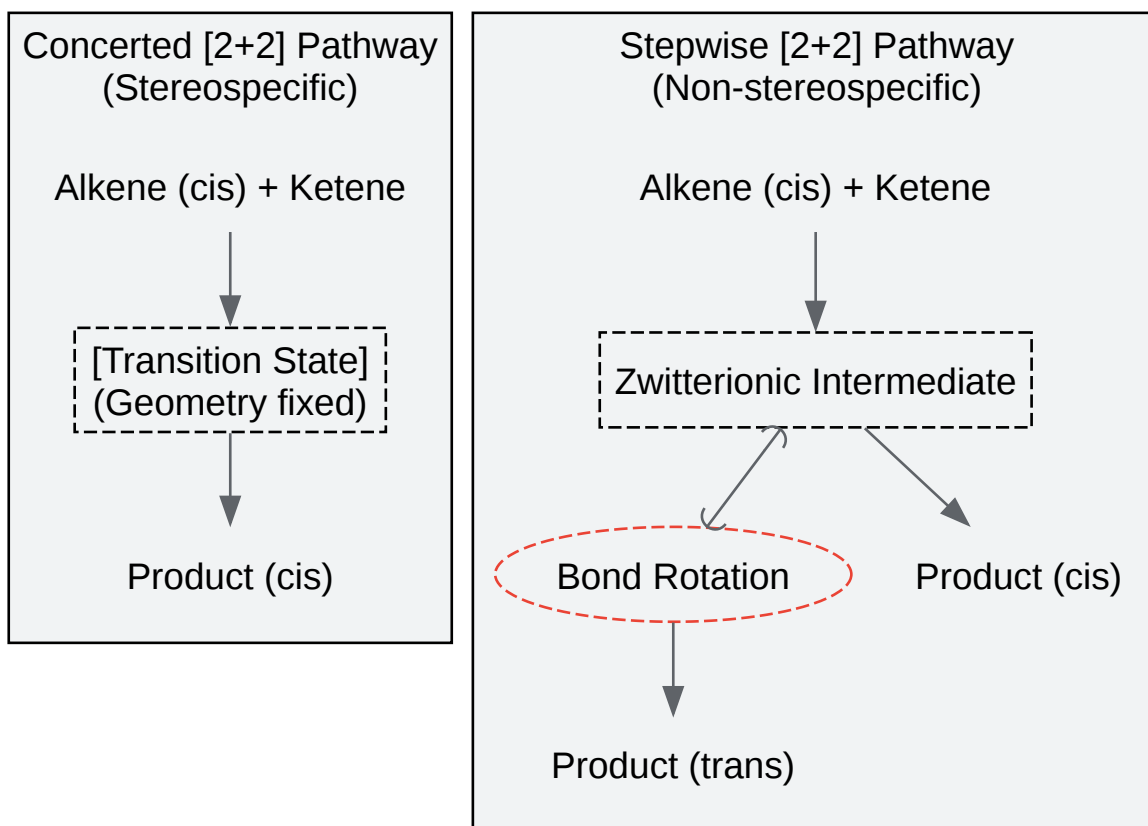 Concerted [2+2] Pathway
(Stereospecific)
Alkene (cis) + Ketene
[Transition State]
(Geometry fixed)
Product (cis)
Stepwise [2+2] Pathway
(Non-stereospecific)
Alkene (cis) + Ketene
Zwitterionic Intermediate
Bond Rotation
Product (cis)
Product (trans)